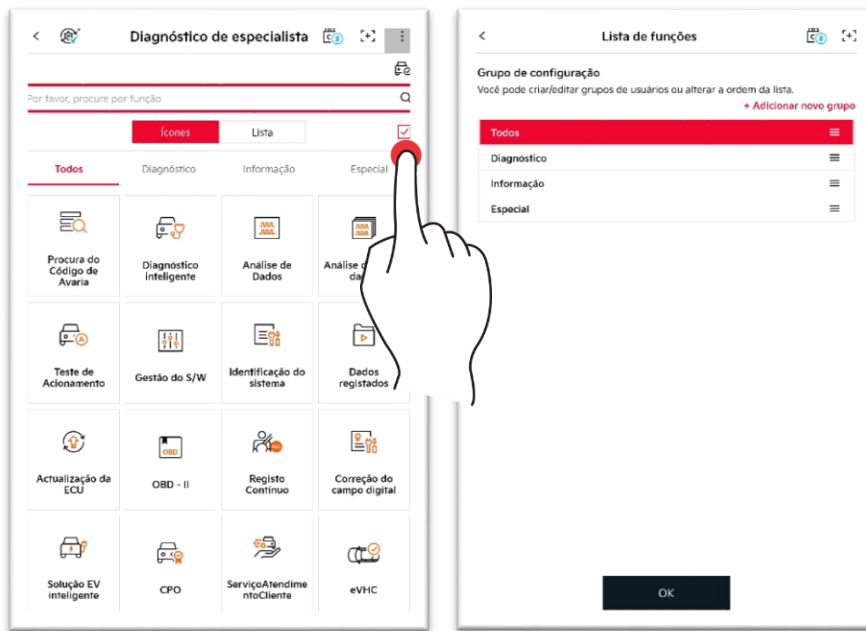 Diagnóstico de especialista
Por favor, procure por função
Ícones Lista
Todos Diagnóstico Informação Especial
Procura do
Código de
Avaria
Diagnóstico
inteligente
Análise de
Dados
Análise
da
Teste de
Acionamento
Gestão do S/W
Identificação do
sistema
Dados
registados
Actualização da
ECU
OBD
OBD - II
Registo
Contínuo
Correção do
campo digital
Solução EV
inteligente
CPO
ServiçoAtendime
ntoCliente
eVHC
Lista de funções
Grupo de configuração
Você pode criar/editar grupos de usuários ou alterar a ordem da lista.
+ Adicionar novo grupo
Todos
Diagnóstico
Informação
Especial
OK